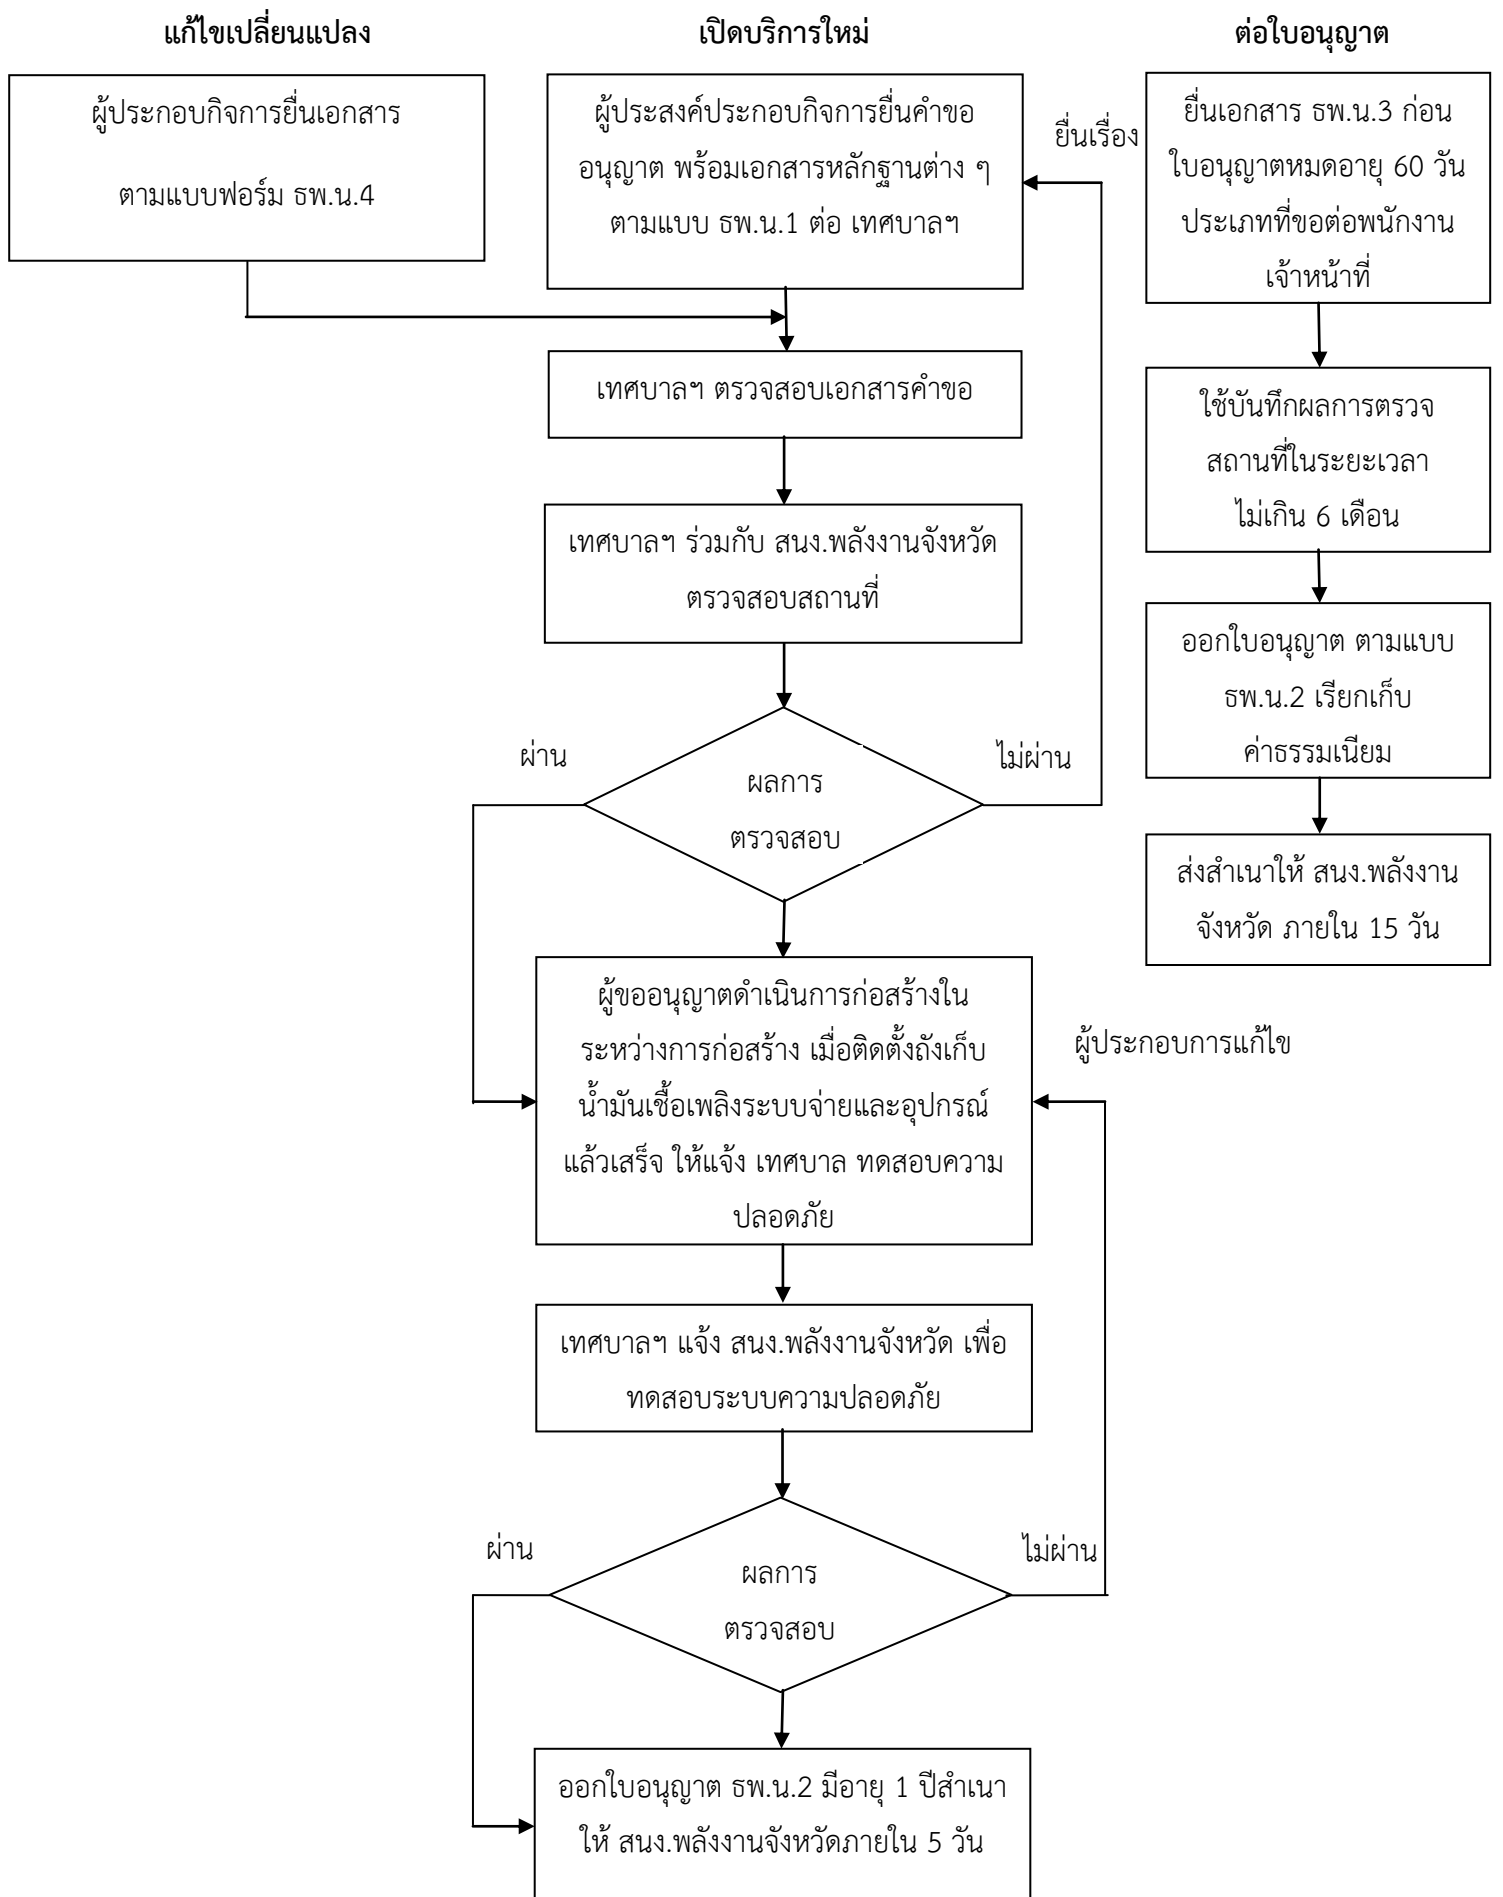 แก้ไขเปลี่ยนแปลง
เปิดบริการใหม่
ต่อใบอนุญาต
ผู้ประกอบกิจการยื่นเอกสาร
ตามแบบฟอร์ม ธพ.น.4
ผู้ประสงค์ประกอบกิจการยื่นคำขอ
อนุญาต พร้อมเอกสารหลักฐานต่าง ๆ
ตามแบบ ธพ.น.1 ต่อ เทศบาลฯ
ยื่นเรื่อง
ยื่นเอกสาร ธพ.น.3 ก่อน
ใบอนุญาตหมดอายุ 60 วัน
ประเภทที่ขอต่อพนักงาน
เจ้าหน้าที่
เทศบาลฯ ตรวจสอบเอกสารคำขอ
ใช้บันทึกผลการตรวจ
สถานที่ในระยะเวลา
ไม่เกิน 6 เดือน
เทศบาลฯ ร่วมกับ สนง.พลังงานจังหวัด
ตรวจสอบสถานที่
ออกใบอนุญาต ตามแบบ
ธพ.น.2 เรียกเก็บ
ค่าธรรมเนียม
ผ่าน
ไม่ผ่าน
ผลการ
ตรวจสอบ
ส่งสำเนาให้ สนง.พลังงาน
จังหวัด ภายใน 15 วัน
ผู้ขออนุญาตดำเนินการก่อสร้างใน
ระหว่างการก่อสร้าง เมื่อติดตั้งถังเก็บ
น้ำมันเชื้อเพลิงระบบจ่ายและอุปกรณ์
แล้วเสร็จ ให้แจ้ง เทศบาล ทดสอบความ
ปลอดภัย
ผู้ประกอบการแก้ไข
เทศบาลฯ แจ้ง สนง.พลังงานจังหวัด เพื่อ
ทดสอบระบบความปลอดภัย
ผ่าน
ไม่ผ่าน
ผลการ
ตรวจสอบ
ออกใบอนุญาต ธพ.น.2 มีอายุ 1 ปีสำเนา
ให้ สนง.พลังงานจังหวัดภายใน 5 วัน